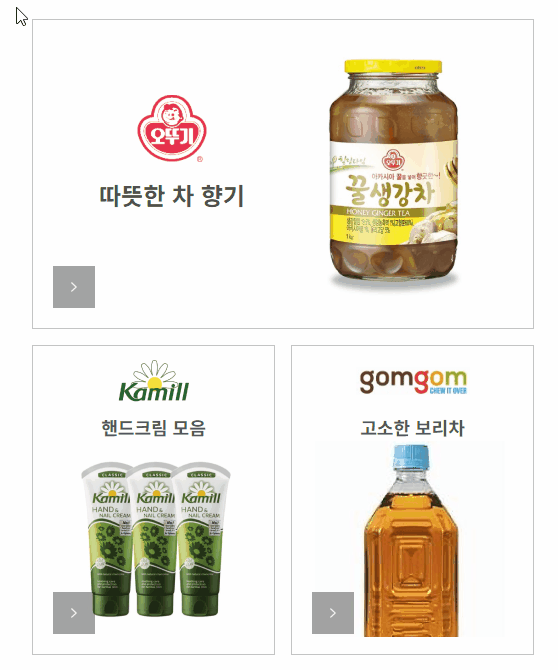 오뚜기
®
따뜻한 차 향기
오뚜기
아카시아 꿀을 넣어 향긋한~!
꿀생강차
HONEY GINGER TEA
1kg
Kamill
핸드크림 모음
CLASSIC
CLASSIC
CLASSIC
Kamill
Kamill
Kamill
HAND &
NAIL CREAM
HAND &
NAIL CREAM
HAND &
NAIL CREAM
gomgom
CHEW IT OVER
고소한 보리차